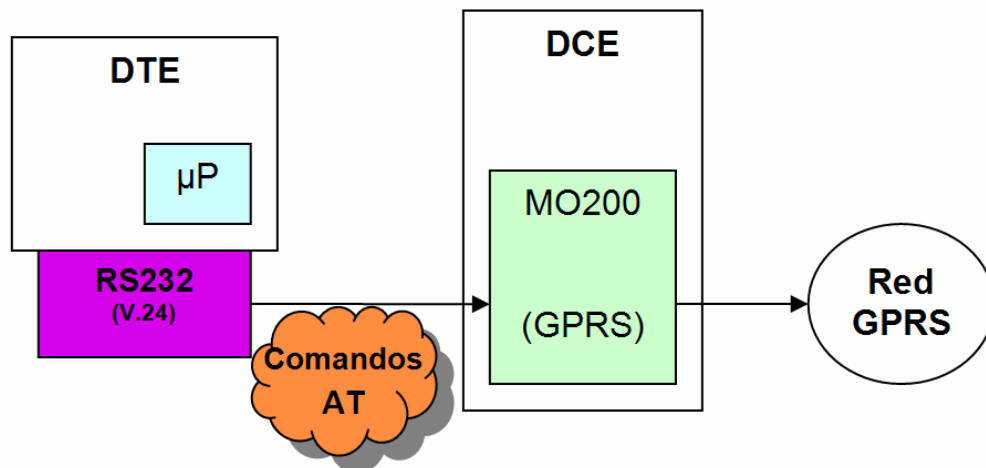 DTE
µP
RS232
(V.24)
Comandos
AT
DCE
MO200
(GPRS)
Red
GPRS